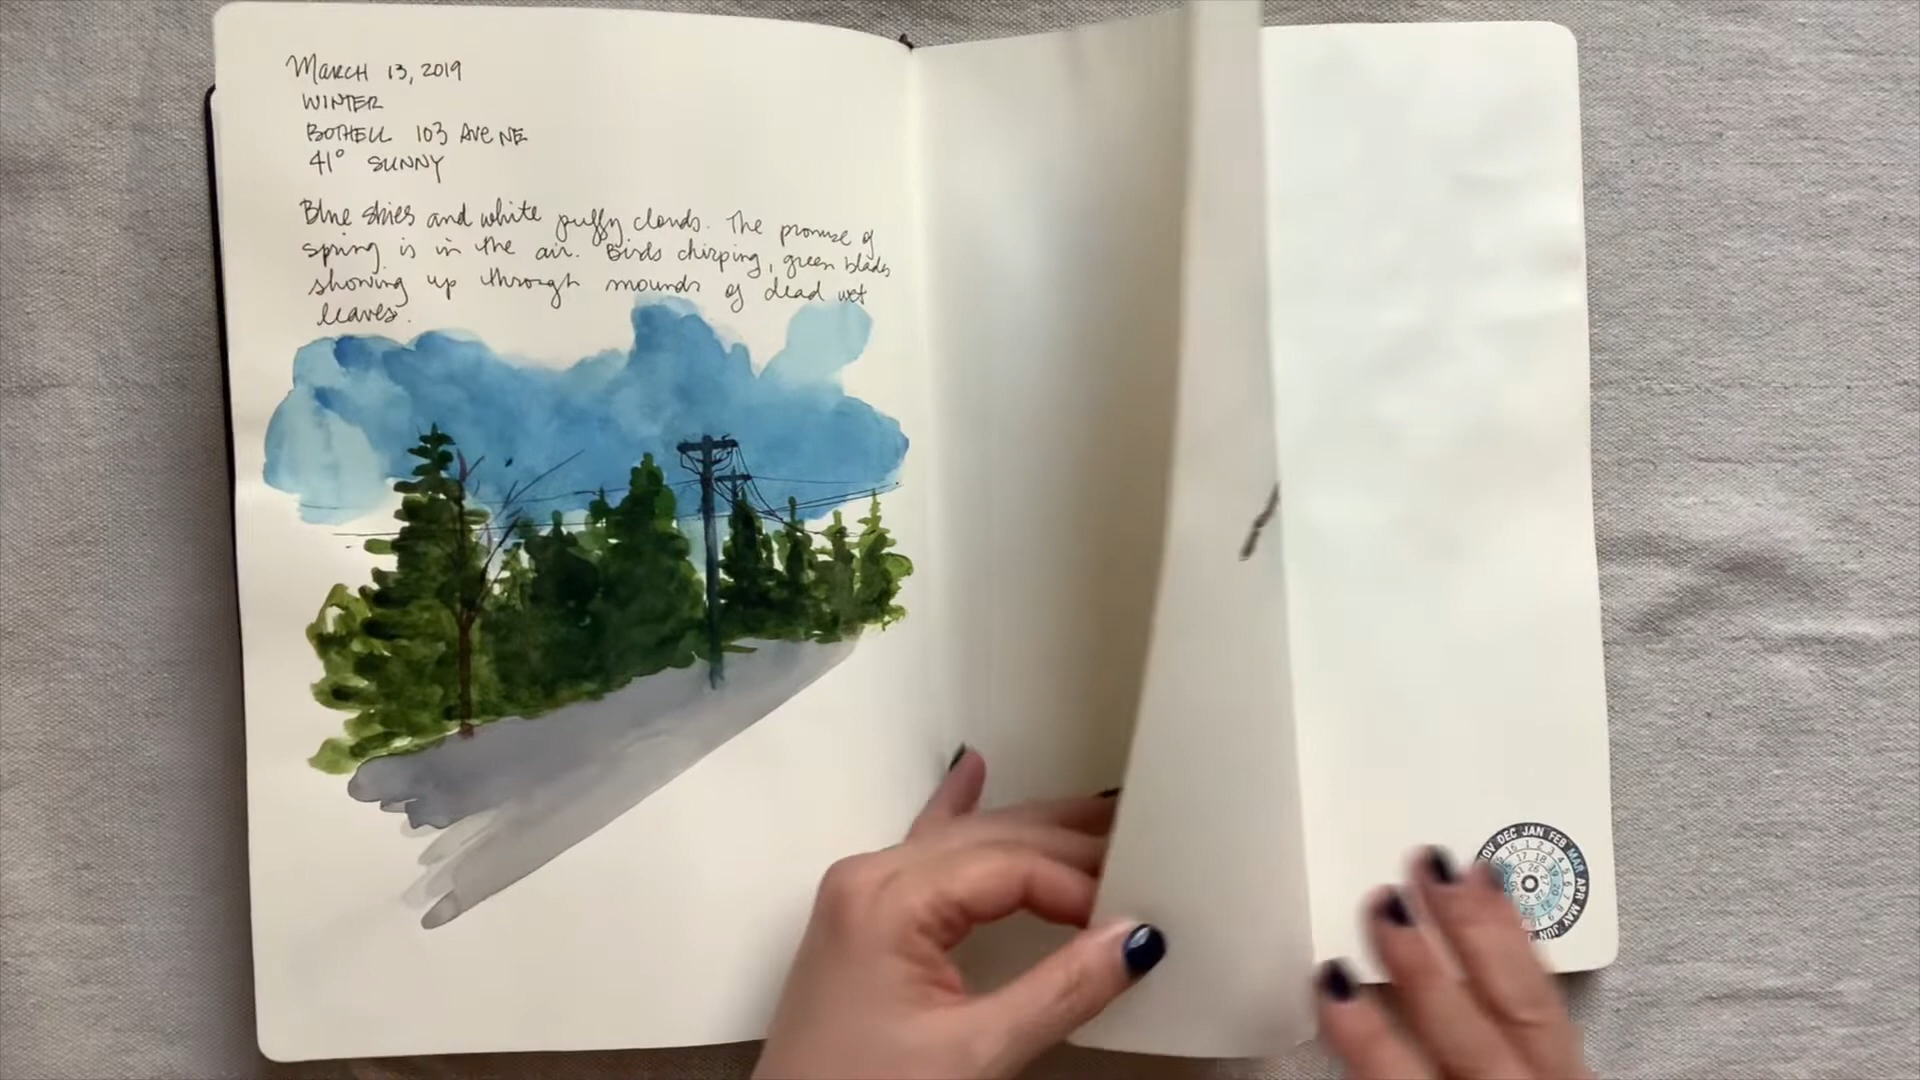 MARCH 13, 2019
WINTER
BOTHELL 103 AVE NE
41° SUNNY
Blue skies and white puffy clouds. The promise of
spring is in the air. Birds chirping, green blades
showing up through mounds of dead wet
leaves.
NOV DEC JAN FEB MAR APR MAY JUN